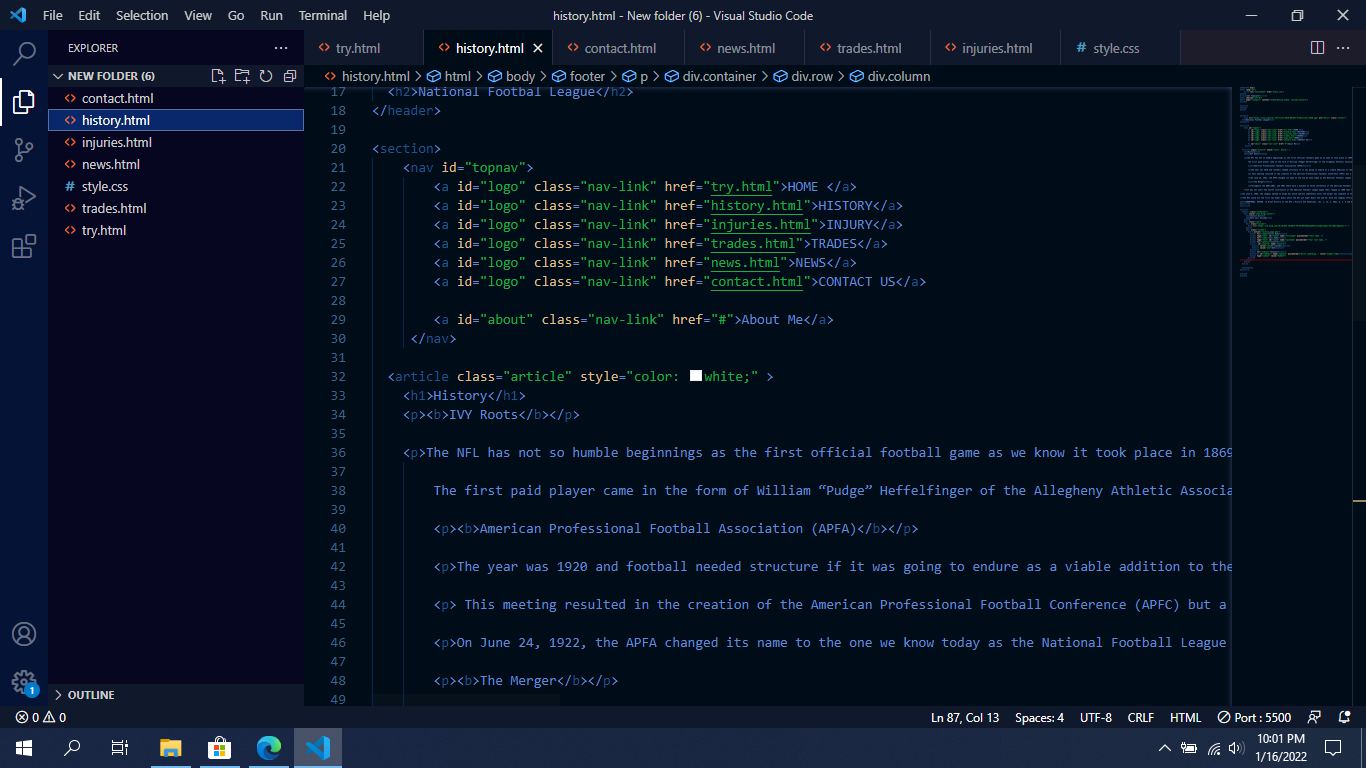 File Edit Selection View Go Run Terminal Help history.html - New folder (6) - Visual Studio Code
EXPLORER
NEW FOLDER (6)
contact.html
history.html
injuries.html
news.html
style.css
trades.html
try.html
OUTLINE
try.html history.html contact.html news.html trades.html injuries.html style.css
history.html > html > body > footer > p > div.container > div.row > div.column
17 <h2>National Footbal League</h2>
18 </header>
19
20 <section>
21 <nav id="topnav">
22 <a id="logo" class="nav-link" href="try.html">HOME </a>
23 <a id="logo" class="nav-link" href="history.html">HISTORY</a>
24 <a id="logo" class="nav-link" href="injuries.html">INJURY</a>
25 <a id="logo" class="nav-link" href="trades.html">TRADES</a>
26 <a id="logo" class="nav-link" href="news.html">NEWS</a>
27 <a id="logo" class="nav-link" href="contact.html">CONTACT US</a>
28
29 <a id="about" class="nav-link" href="#">About Me</a>
30 </nav>
31
32 <article class="article" style="color: white;" >
33 <h1>History</h1>
34 <p><b>IVY Roots</b></p>
35
36 <p>The NFL has not so humble beginnings as the first official football game as we know it took place in 1869
37
38 The first paid player came in the form of William “Pudge” Heffelfinger of the Allegheny Athletic Associa
39
40 <p><b>American Professional Football Association (APFA)</b></p>
41
42 <p>The year was 1920 and football needed structure if it was going to endure as a viable addition to the
43
44 <p> This meeting resulted in the creation of the American Professional Football Conference (APFC) but a
45
46 <p>On June 24, 1922, the APFA changed its name to the one we know today as the National Football League
47
48 <p><b>The Merger</b></p>
49
1
0 0 Ln 87, Col 13 Spaces: 4 UTF-8 CRLF HTML Port : 5500
10:01 PM
1/16/2022